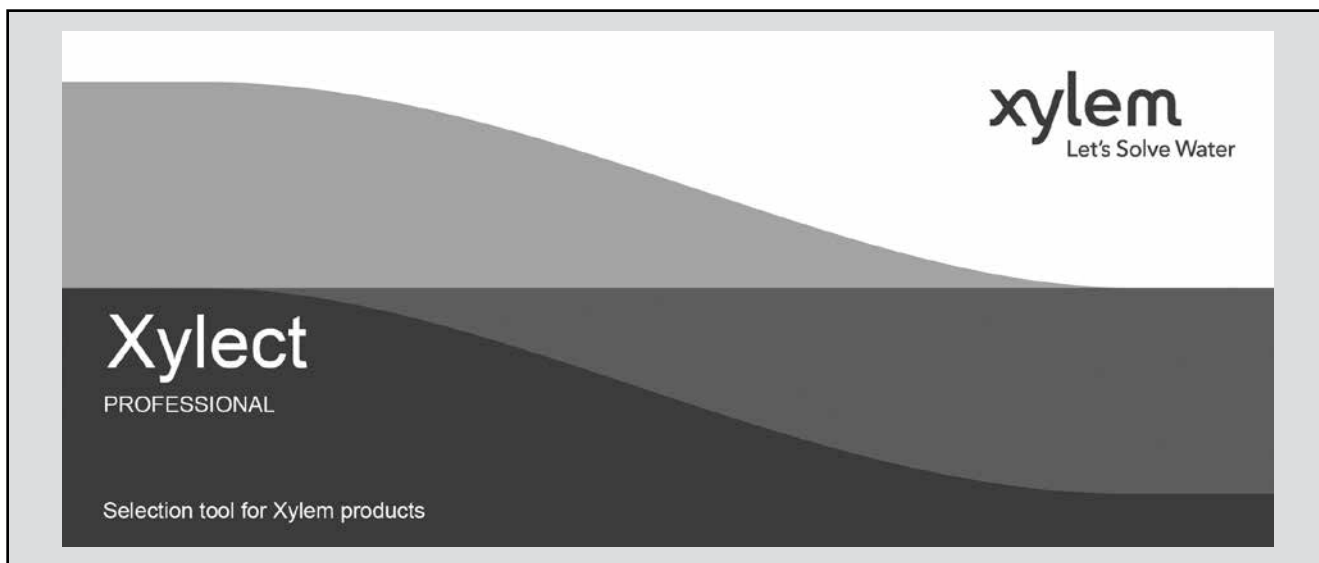 xylem
Let's Solve Water
Xylect
PROFESSIONAL
Selection tool for Xylem products